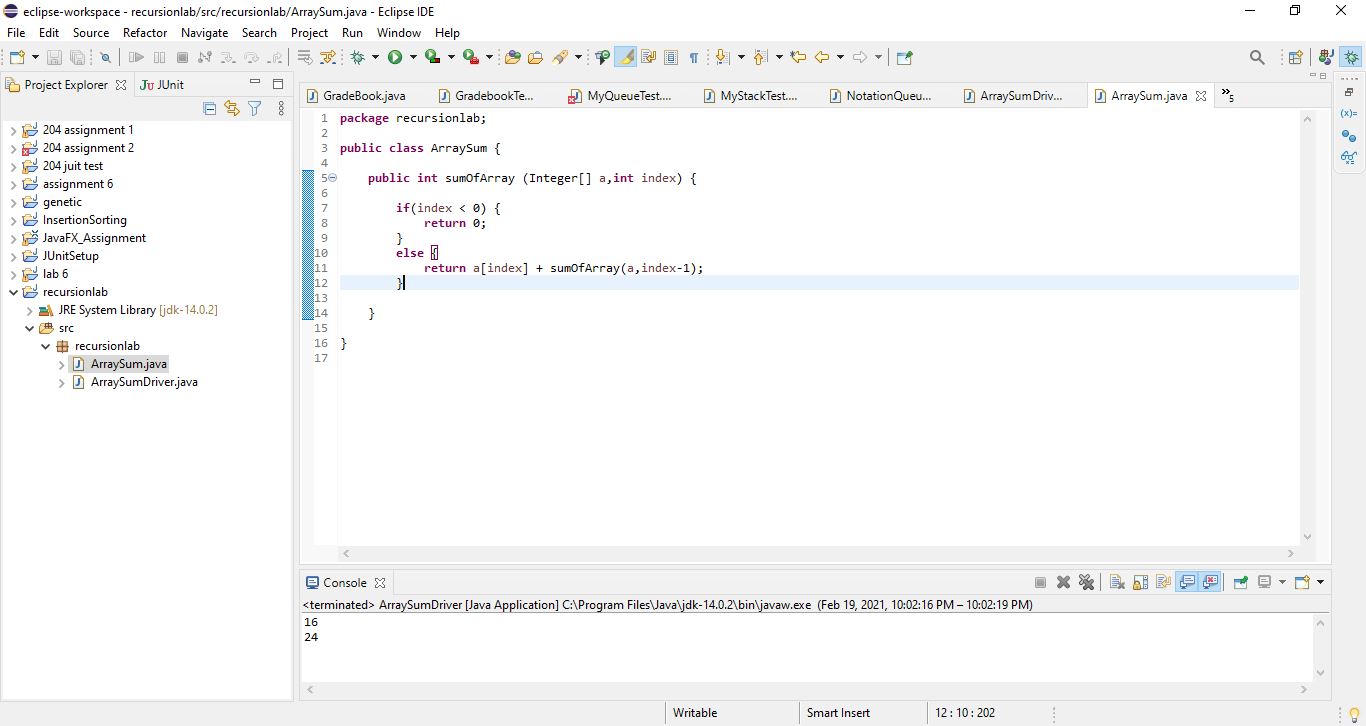 eclipse-workspace - recursionlab/src/recursionlab/ArraySum.java - Eclipse IDE
File Edit Source Refactor Navigate Search Project Run Window Help
Project Explorer JUnit
204 assignment 1
204 assignment 2
204 juit test
assignment 6
genetic
InsertionSorting
JavaFX_Assignment
JUnitSetup
lab 6
recursionlab
JRE System Library [jdk-14.0.2]
src
recursionlab
ArraySum.java
ArraySumDriver.java
GradeBook.java GradebookTe... MyQueueTest.... MyStackTest.... NotationQueu... ArraySumDriv... ArraySum.java »5
1 package recursionlab;
2
3 public class ArraySum {
4
5 public int sumOfArray (Integer[] a,int index) {
6
7 if(index < 0) {
8 return 0;
9 }
10 else {
11 return a[index] + sumOfArray(a,index-1);
12 }
13
14 }
15
16 }
17
(x)=
Console
<terminated> ArraySumDriver [Java Application] C:\Program Files\Java\jdk-14.0.2\bin\javaw.exe (Feb 19, 2021, 10:02:16 PM – 10:02:19 PM)
16
24
Writable Smart Insert 12 : 10 : 202